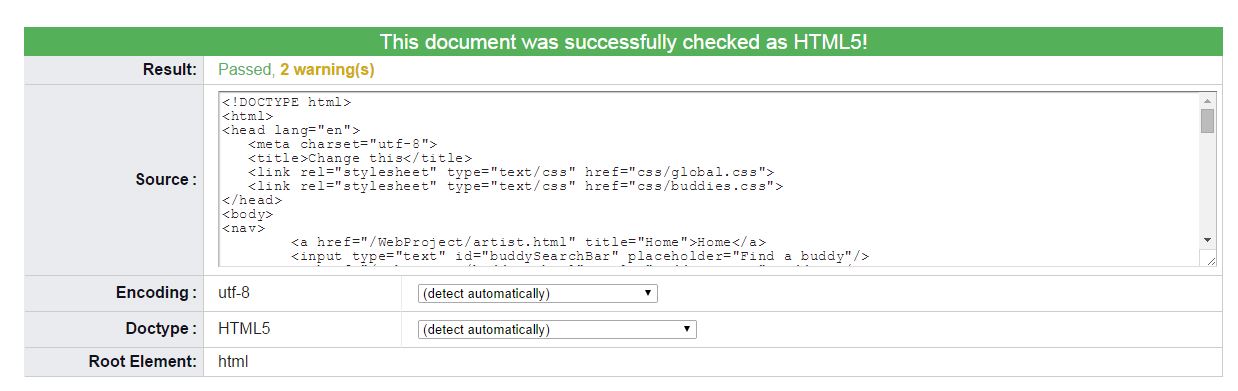 This document was successfully checked as HTML5!
Result: Passed, 2 warning(s)
Source :
<!DOCTYPE html>
<html>
<head lang="en">
<meta charset="utf-8">
<title>Change this</title>
<link rel="stylesheet" type="text/css" href="css/global.css">
<link rel="stylesheet" type="text/css" href="css/buddies.css">
</head>
<body>
<nav>
<a href="/WebProject/artist.html" title="Home">Home</a>
<input type="text" id="buddySearchBar" placeholder="Find a buddy"/>
Encoding : utf-8 (detect automatically)
Doctype : HTML5 (detect automatically)
Root Element: html